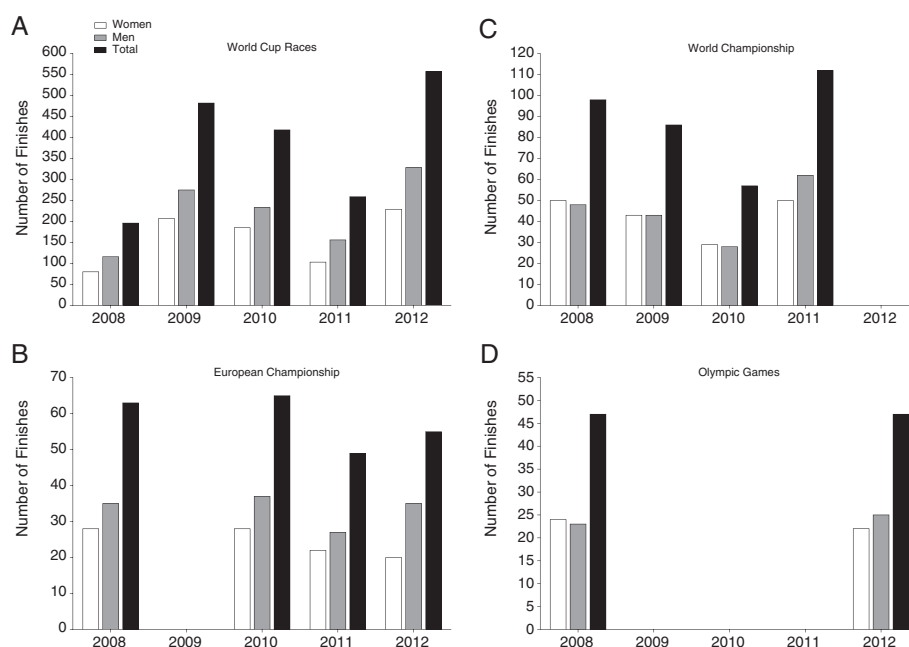 A
Women
Men
Total
World Cup Races
Number of Finishes
600
550
500
450
400
350
300
250
200
150
100
50
0
2008 2009 2010 2011 2012
C
World Championship
Number of Finishes
120
110
100
90
80
70
60
50
40
30
20
10
0
2008 2009 2010 2011 2012
B
European Championship
Number of Finishes
70
60
50
40
30
20
10
0
2008 2009 2010 2011 2012
D
Olympic Games
Number of Finishes
55
50
45
40
35
30
25
20
15
10
5
0
2008 2009 2010 2011 2012